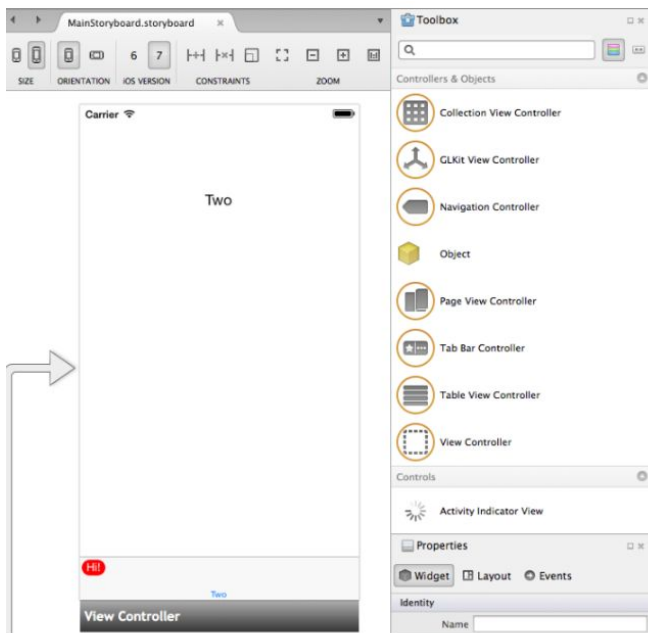 MainStoryboard.storyboard
Toolbox
6 7
SIZE ORIENTATION iOS VERSION CONSTRAINTS ZOOM
Controllers & Objects
Carrier
Collection View Controller
GLKit View Controller
Two
Navigation Controller
Object
Page View Controller
Tab Bar Controller
Table View Controller
View Controller
Controls
Activity Indicator View
Properties
Hi!
Widget Layout Events
Two
Identity
View Controller
Name